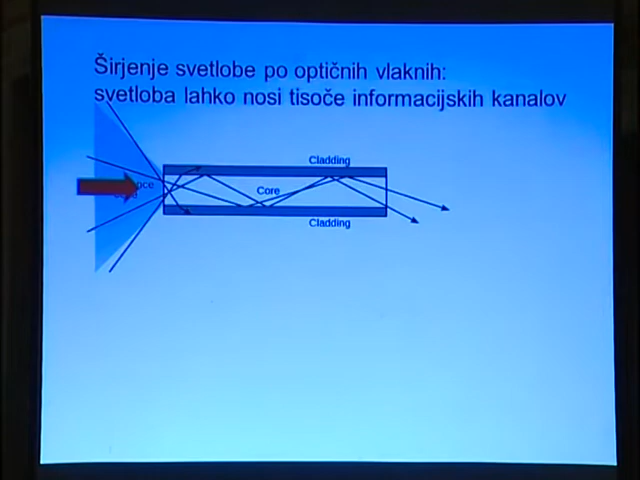 Širjenje svetlobe po optičnih vlaknih:
svetloba lahko nosi tisoče informacijskih kanalov
Cladding
Core
Cladding